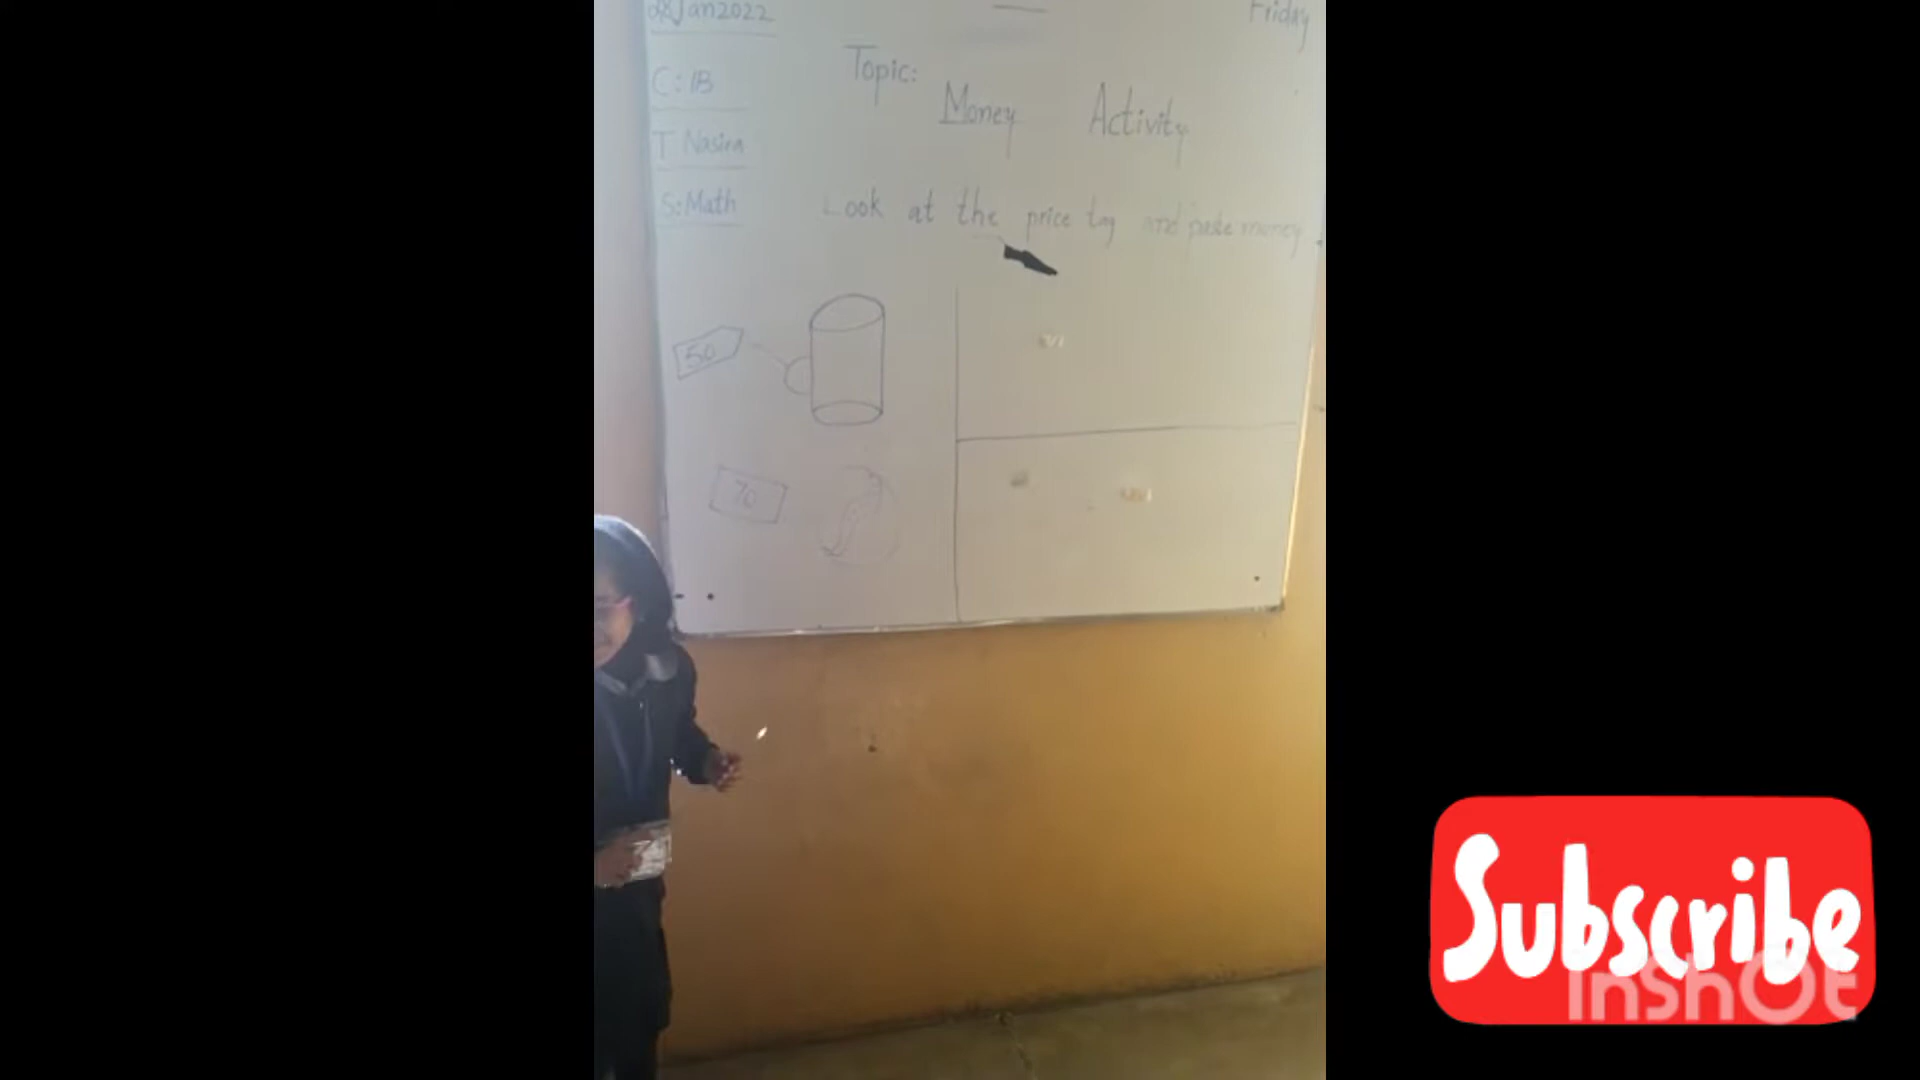 28Jan2022
Friday
C: 1B
Topic:
Money Activity
T Nasira
S: Math
Look at the price tag and paste money
50
70
Subscribe
InShOt